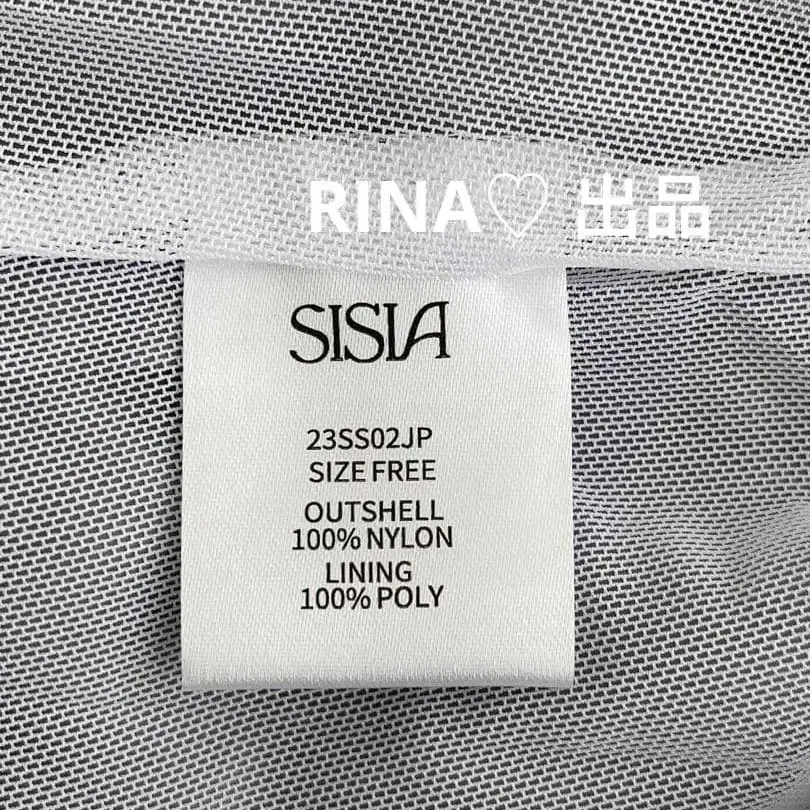 RINA♡ 出品
SISIA
23SS02JP
SIZE FREE
OUTSHELL
100% NYLON
LINING
100% POLY